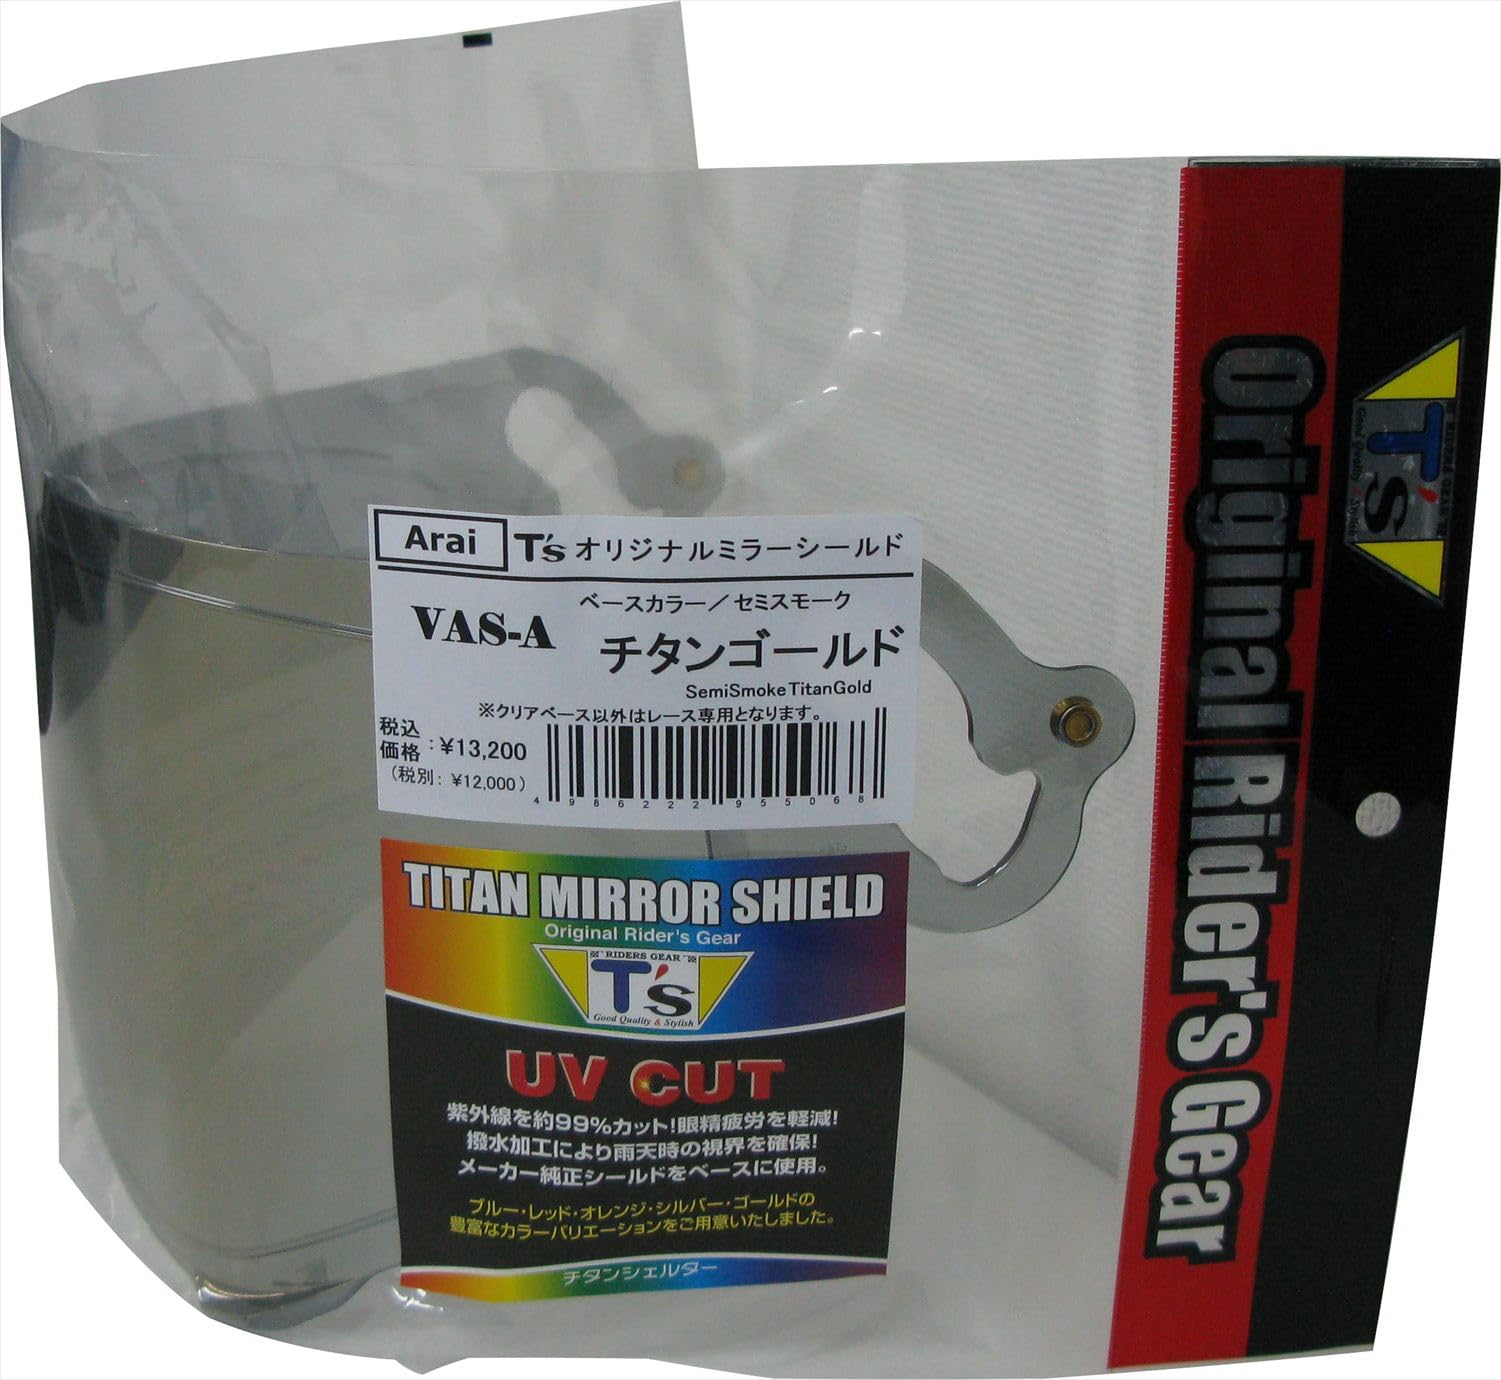 Arai T's オリジナルミラーシールド
ベースカラー／セミスモーク
VAS-A チタンゴールド
SemiSmokeTitanGold
※クリアベース以外はレース専用となります。
税込
価格 : ¥13,200
（税別: ¥12,000）
4 986222 955068
TITAN MIRROR SHIELD
Original Rider's Gear
RIDERS GEAR
T's
Good Quality & Stylish
UV CUT
紫外線を約99%カット!眼精疲労を軽減!
撥水加工により雨天時の視界を確保!
メーカー純正シールドをベースに使用。
ブルー・レッド・オレンジ・シルバー・ゴールドの
豊富なカラーバリエーションをご用意いたしました。
チタンシェルター
RIDERS GEAR
T's
Good Quality & Stylish
Original Rider's Gear